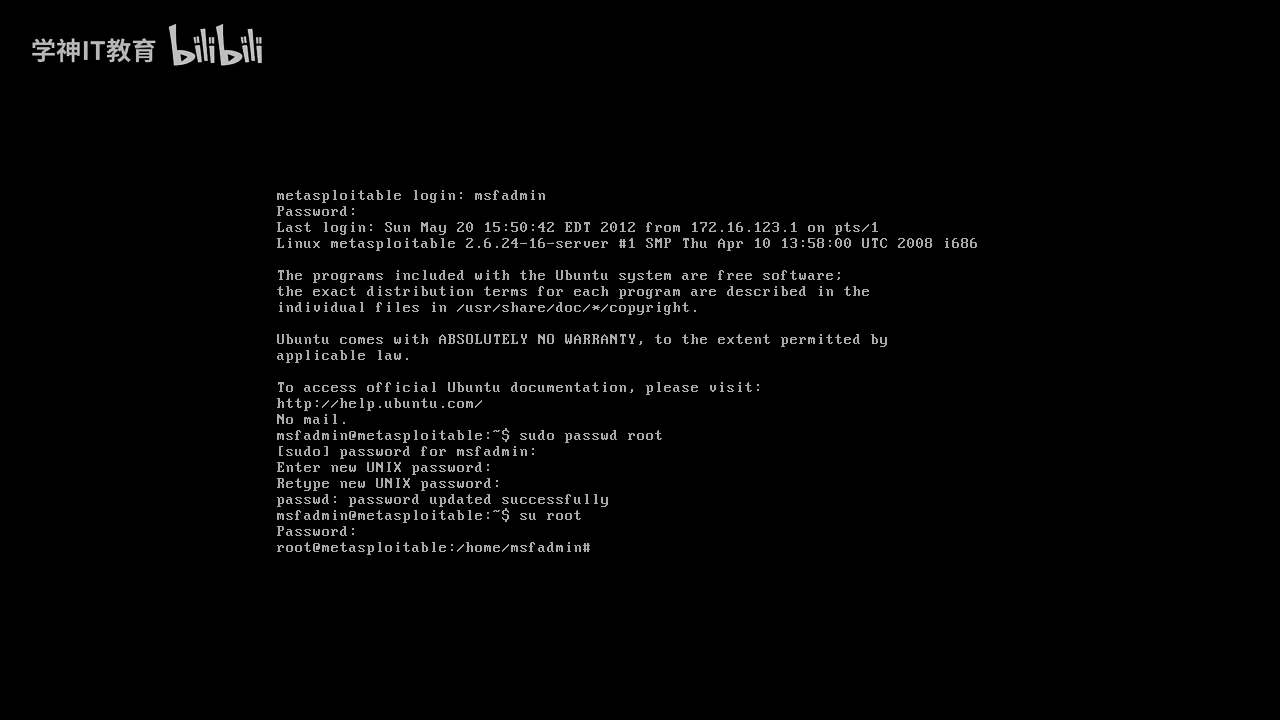 学神IT教育 bilibili
metasploitable login: msfadmin
Password:
Last login: Sun May 20 15:50:42 EDT 2012 from 172.16.123.1 on pts/1
Linux metasploitable 2.6.24-16-server #1 SMP Thu Apr 10 13:58:00 UTC 2008 i686
The programs included with the Ubuntu system are free software;
the exact distribution terms for each program are described in the
individual files in /usr/share/doc/*/copyright.
Ubuntu comes with ABSOLUTELY NO WARRANTY, to the extent permitted by
applicable law.
To access official Ubuntu documentation, please visit:
http://help.ubuntu.com/
No mail.
msfadmin@metasploitable:~$ sudo passwd root
[sudo] password for msfadmin:
Enter new UNIX password:
Retype new UNIX password:
passwd: password updated successfully
msfadmin@metasploitable:~$ su root
Password:
root@metasploitable:/home/msfadmin#